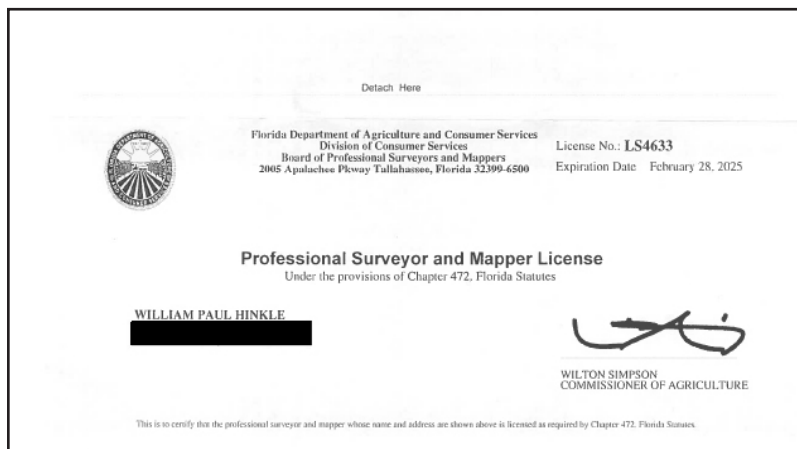 Detach Here
Florida Department of Agriculture and Consumer Services
Division of Consumer Services
Board of Professional Surveyors and Mappers
2005 Apalachee Pkway Tallahassee, Florida 32399-6500
License No.: LS4633
Expiration Date February 28, 2025
Professional Surveyor and Mapper License
Under the provisions of Chapter 472, Florida Statutes
WILLIAM PAUL HINKLE
WILTON SIMPSON
COMMISSIONER OF AGRICULTURE
This is to certify that the professional surveyor and mapper whose name and address are shown above is licensed as required by Chapter 472, Florida Statutes.